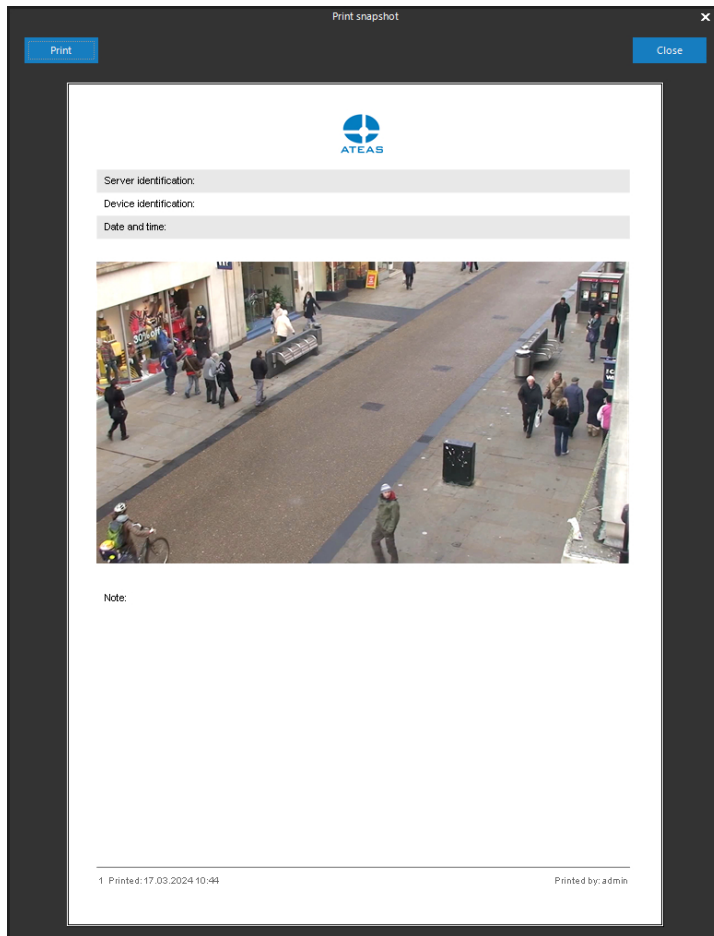 Print snapshot
Print
Close
ATEAS
Server identification:
Device identification:
Date and time:
30% off
Note:
1 Printed: 17.03.2024 10:44
Printed by: admin